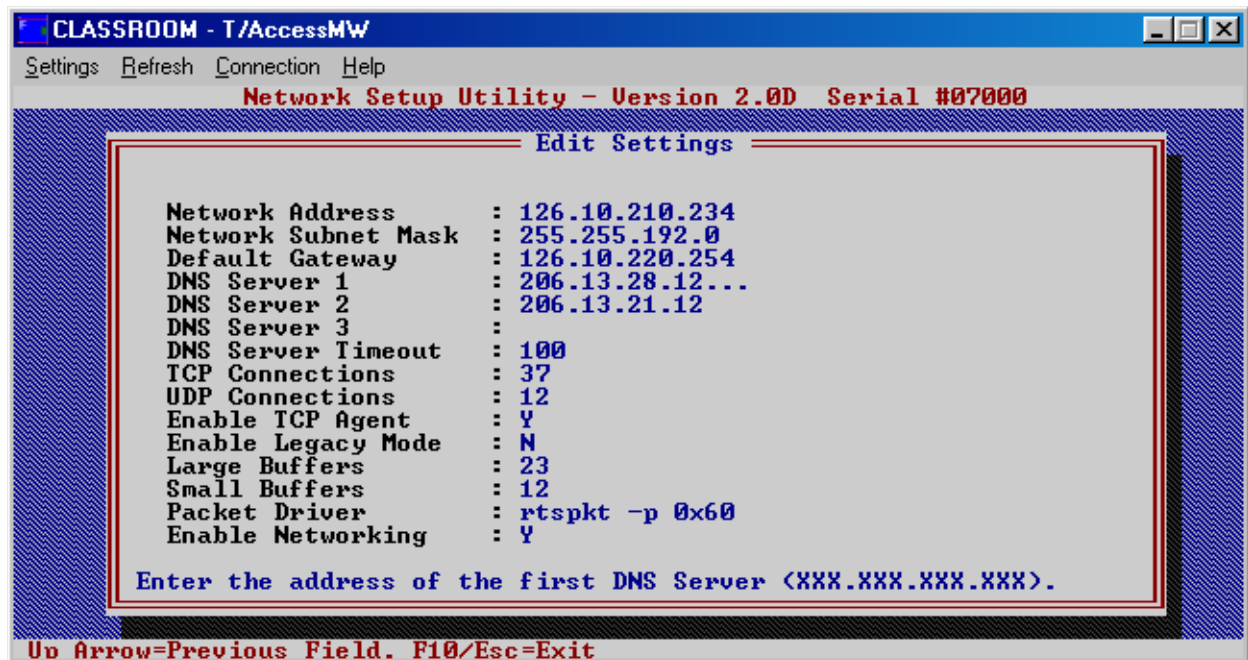 CLASSROOM - T/AccessMW
Settings Refresh Connection Help
Network Setup Utility - Version 2.0D Serial #07000
Edit Settings
Network Address : 126.10.210.234
Network Subnet Mask : 255.255.192.0
Default Gateway : 126.10.220.254
DNS Server 1 : 206.13.28.12...
DNS Server 2 : 206.13.21.12
DNS Server 3 :
DNS Server Timeout : 100
TCP Connections : 37
UDP Connections : 12
Enable TCP Agent : Y
Enable Legacy Mode : N
Large Buffers : 23
Small Buffers : 12
Packet Driver : rtspkt -p 0x60
Enable Networking : Y
Enter the address of the first DNS Server (XXX.XXX.XXX.XXX).
Up Arrow=Previous Field. F10/Esc=Exit